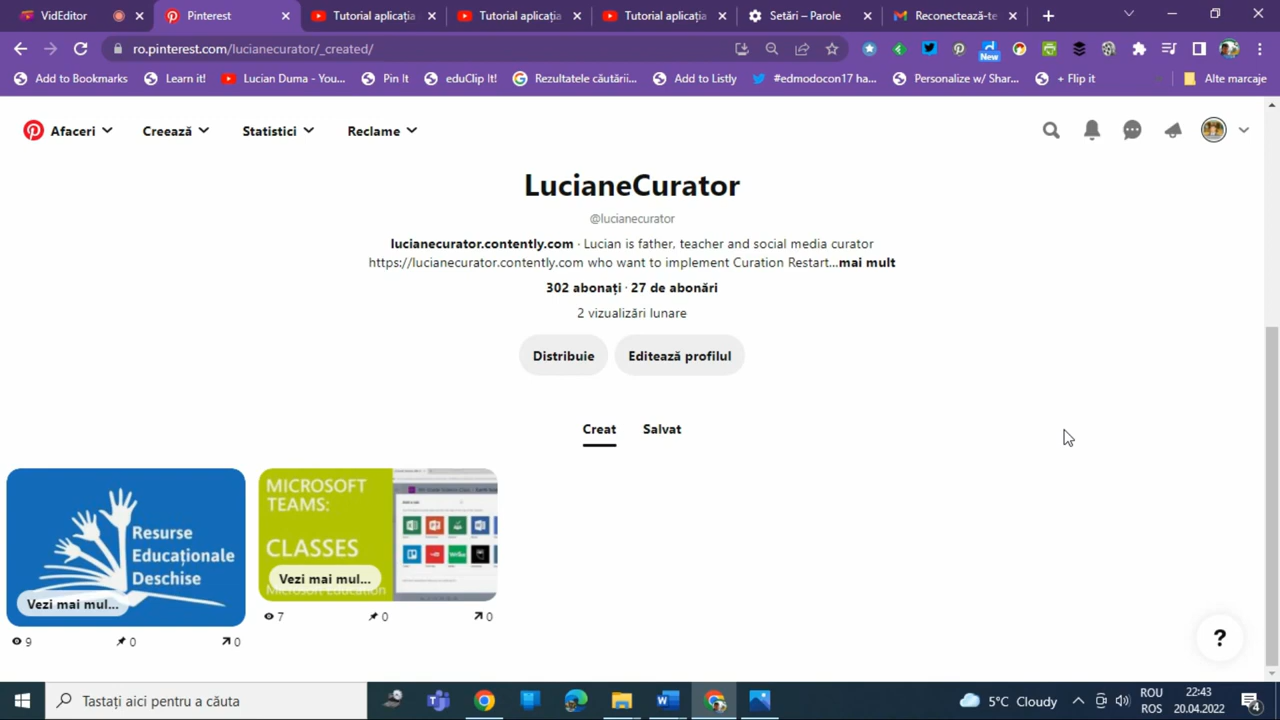 VidEditor
Pinterest
Tutorial aplicația
Tutorial aplicația
Tutorial aplicația
Setări – Parole
Reconectează-te
ro.pinterest.com/lucianecurator/_created/
New
Add to Bookmarks
Learn it!
Lucian Duma - You...
Pin It
eduClip It!
Rezultatele căutării...
Add to Listly
#edmodocon17 ha...
Personalize w/ Shar...
+ Flip it
Alte marcaje
Afaceri
Creează
Statistici
Reclame
LucianeCurator
@lucianecurator
lucianecurator.contently.com · Lucian is father, teacher and social media curator
https://lucianecurator.contently.com who want to implement Curation Restart...mai mult
302 abonați · 27 de abonări
2 vizualizări lunare
Distribuie
Editează profilul
Creat
Salvat
Resurse
Educaționale
Deschise
Vezi mai mul...
9
0
0
MICROSOFT
TEAMS:
CLASSES
Vezi mai mul...
Microsoft Education
7
0
0
?
Tastați aici pentru a căuta
5°C Cloudy
ROU
ROS
22:43
20.04.2022
4